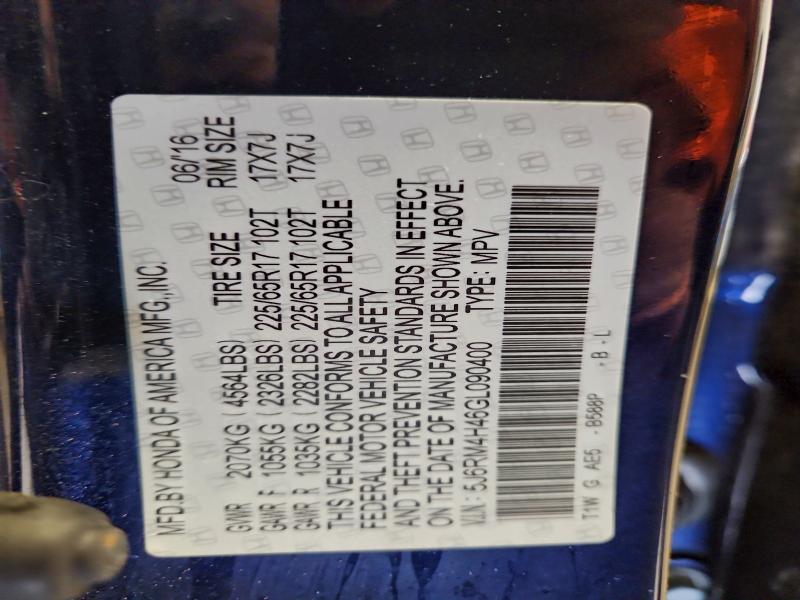 MFD.BY HONDA OF AMERICA MFG., INC. 06/'16
GVWR 2070KG ( 4564LBS) TIRE SIZE RIM SIZE
GAWR F 1055KG ( 2326LBS) 225/65R17 102T 17X7J
GAWR R 1035KG ( 2282LBS) 225/65R17 102T 17X7J
THIS VEHICLE CONFORMS TO ALL APPLICABLE
FEDERAL MOTOR VEHICLE SAFETY
AND THEFT PREVENTION STANDARDS IN EFFECT
ON THE DATE OF MANUFACTURE SHOWN ABOVE.
V.I.N.: 5J6RM4H46GL090400 TYPE: MPV
T1W G AE5 - B588P - B - L